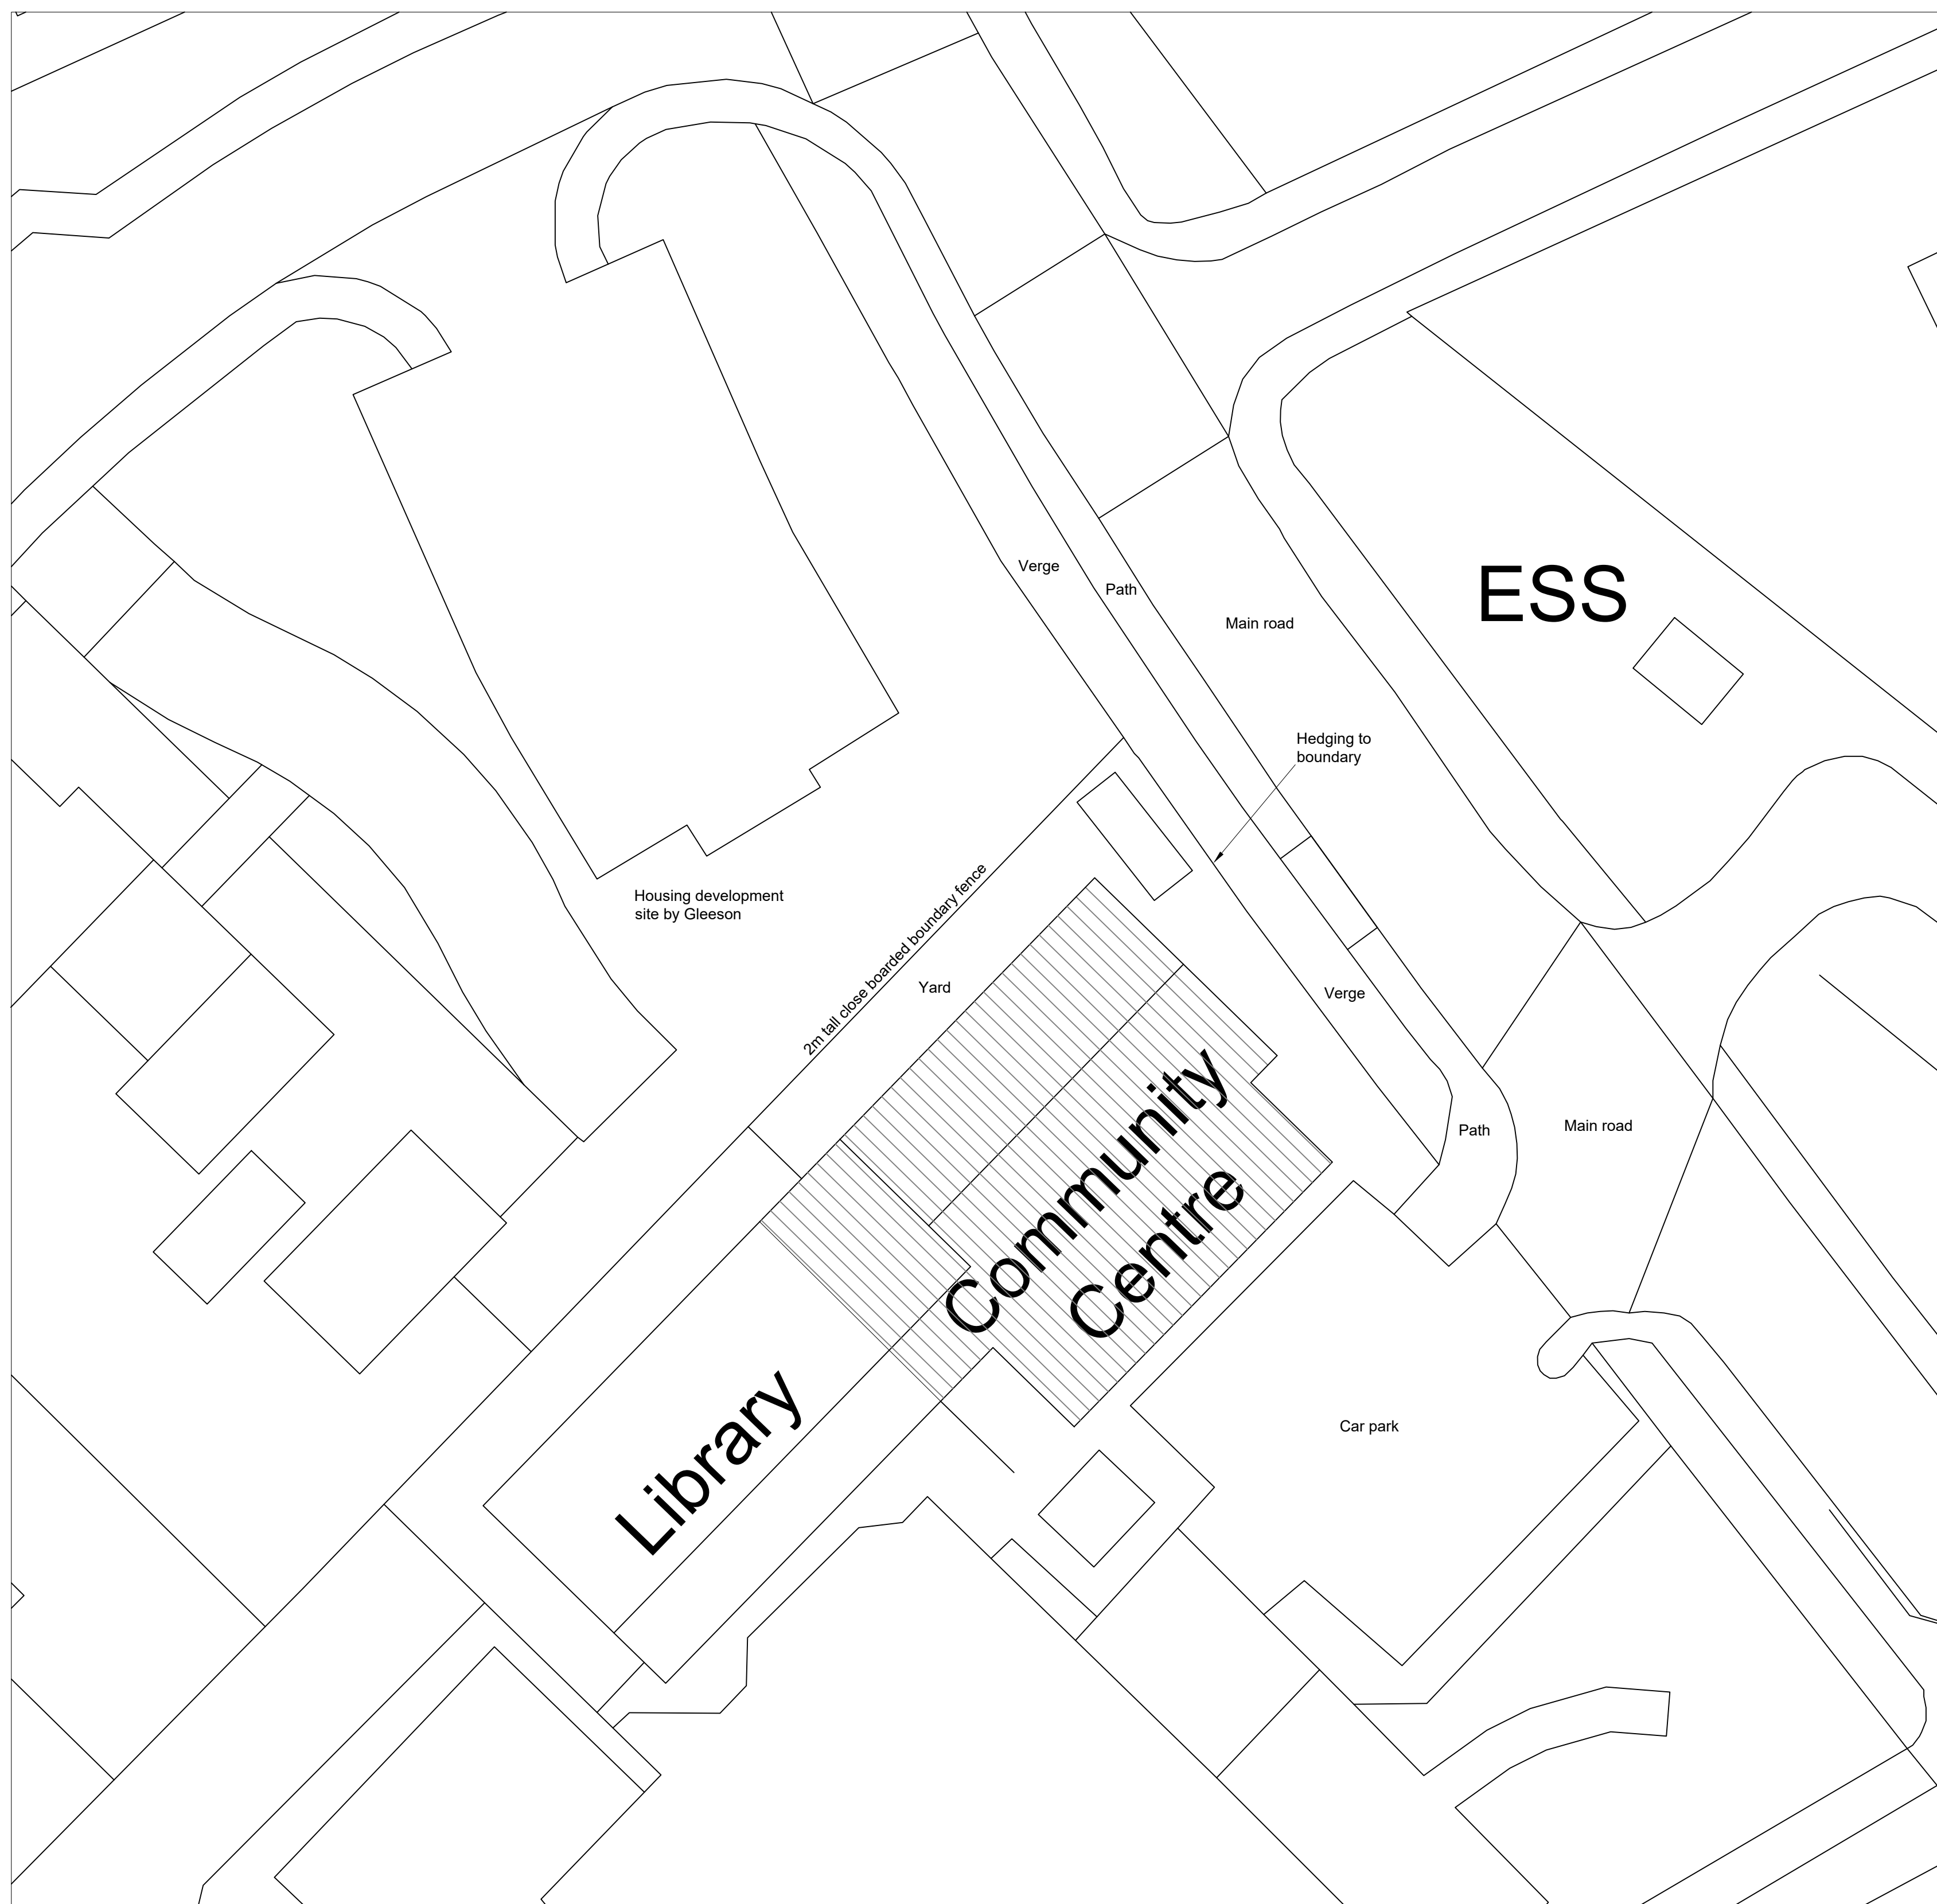 Verge
Path
Main road
ESS
Hedging to
boundary
Housing development
site by Gleeson
2m tall close boarded boundary fence
Yard
Verge
Community
Centre
Path
Main road
Library
Car park